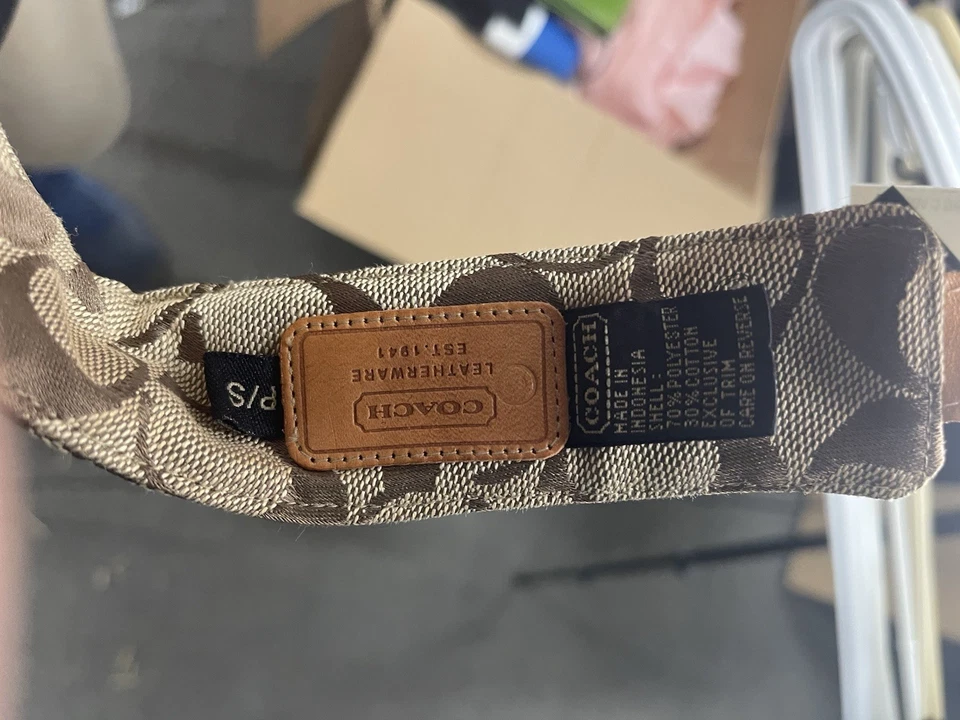 P/S
COACH
LEATHERWARE
EST. 1941
COACH
MADE IN
INDONESIA
SHELL:
70% POLYESTER
30% COTTON
EXCLUSIVE
OF TRIM
CARE ON REVERSE